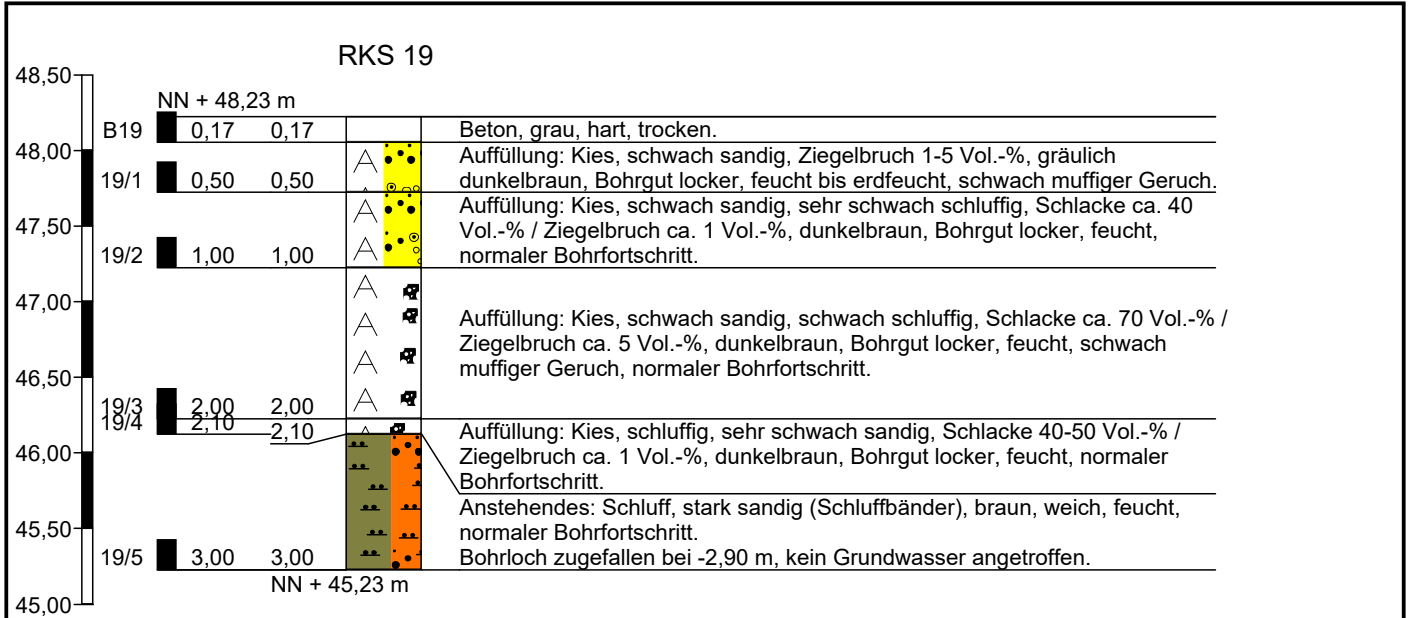 RKS 19
48,50
NN + 48,23 m
B19 0,17 0,17 Beton, grau, hart, trocken.
48,00
Auffüllung: Kies, schwach sandig, Ziegelbruch 1-5 Vol.-%, gräulich
19/1 0,50 0,50 dunkelbraun, Bohrgut locker, feucht bis erdfeucht, schwach muffiger Geruch.
Auffüllung: Kies, schwach sandig, sehr schwach schluffig, Schlacke ca. 40
47,50
Vol.-% / Ziegelbruch ca. 1 Vol.-%, dunkelbraun, Bohrgut locker, feucht,
19/2 1,00 1,00 normaler Bohrfortschritt.
47,00
Auffüllung: Kies, schwach sandig, schwach schluffig, Schlacke ca. 70 Vol.-% /
Ziegelbruch ca. 5 Vol.-%, dunkelbraun, Bohrgut locker, feucht, schwach
muffiger Geruch, normaler Bohrfortschritt.
46,50
19/3 2,00 2,00
19/4 2,10 2,10
Auffüllung: Kies, schluffig, sehr schwach sandig, Schlacke 40-50 Vol.-% /
46,00
Ziegelbruch ca. 1 Vol.-%, dunkelbraun, Bohrgut locker, feucht, normaler
Bohrfortschritt.
Anstehendes: Schluff, stark sandig (Schluffbänder), braun, weich, feucht,
45,50
normaler Bohrfortschritt.
19/5 3,00 3,00 Bohrloch zugefallen bei -2,90 m, kein Grundwasser angetroffen.
NN + 45,23 m
45,00